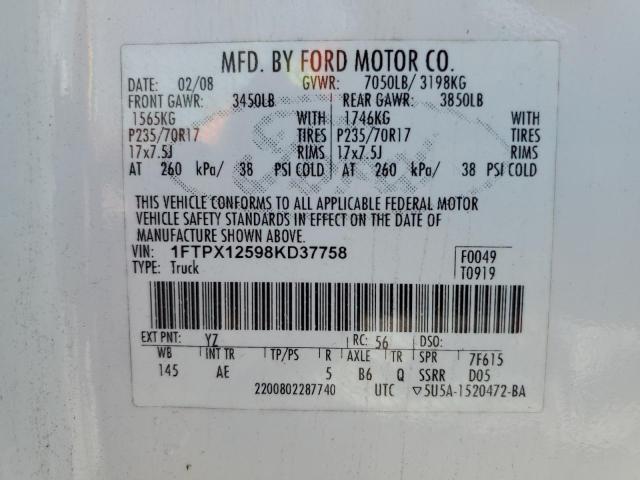 MFD. BY FORD MOTOR CO.
DATE: 02/08 GVWR: 7050LB/ 3198KG
FRONT GAWR: 3450LB REAR GAWR: 3850LB
1565KG WITH 1746KG WITH
P235/70R17 TIRES P235/70R17 TIRES
17x7.5J RIMS 17x7.5J RIMS
AT 260 kPa/ 38 PSI COLD AT 260 kPa/ 38 PSI COLD
THIS VEHICLE CONFORMS TO ALL APPLICABLE FEDERAL MOTOR
VEHICLE SAFETY STANDARDS IN EFFECT ON THE DATE OF
MANUFACTURE SHOWN ABOVE.
VIN: 1FTPX12598KD37758 F0049
TYPE: Truck T0919
EXT PNT: YZ RC: 56 DSO:
WB INT TR TP/PS R AXLE TR SPR 7F615
145 AE 5 B6 Q SSRR D05
2200802287740 UTC ▽5U5A-1520472-BA